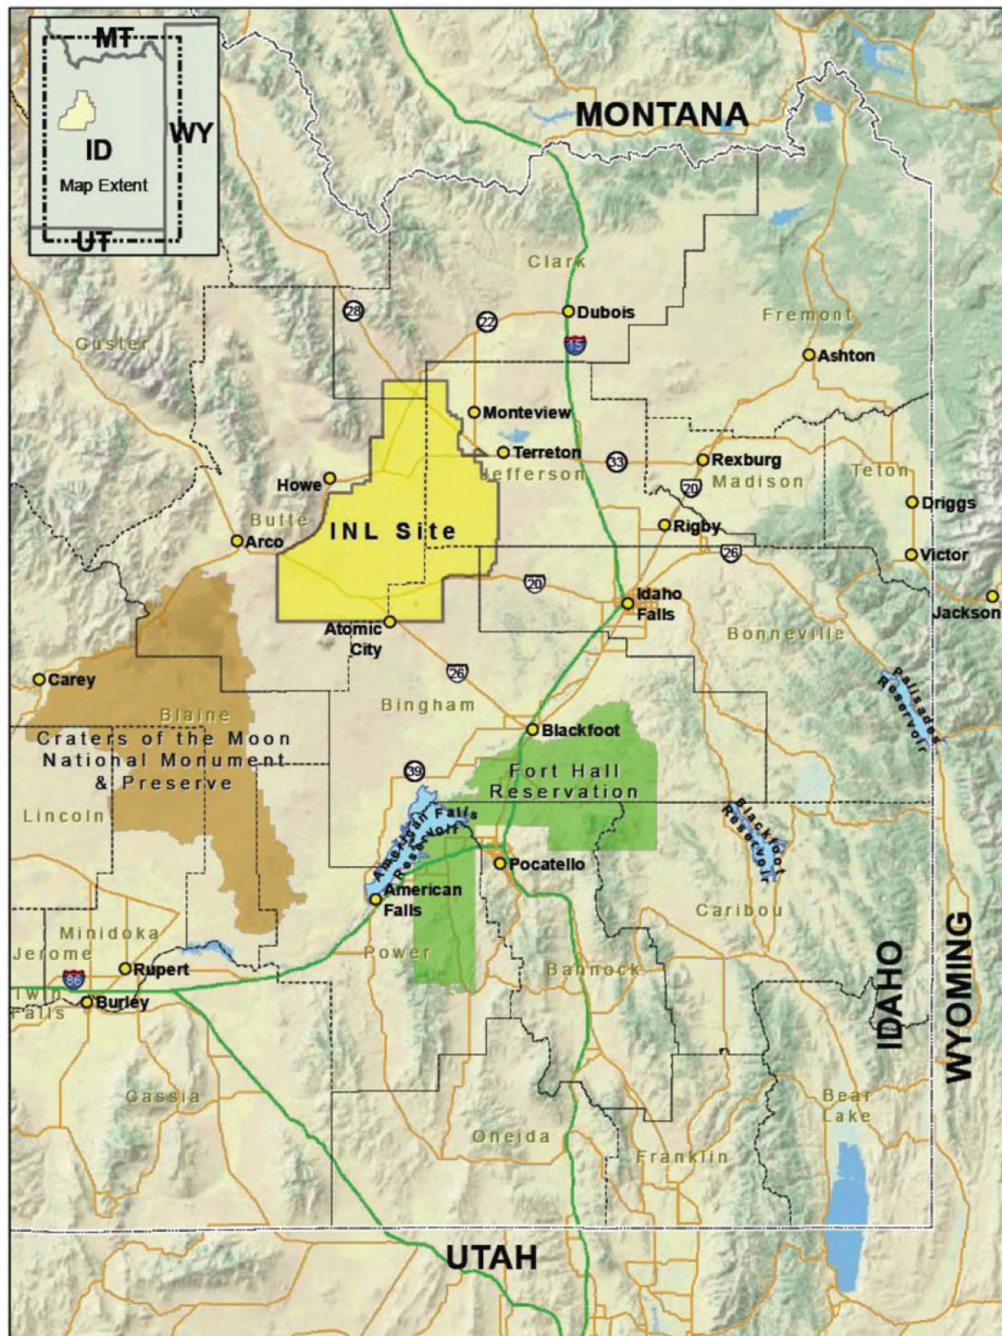 MT
WY
ID
Map Extent
UT
MONTANA
Clark
28
22
Dubois
15
Fremont
Custer
Ashton
Monteview
Terreton
Jefferson
33
Rexburg
Madison
Teton
Howe
20
Driggs
Butte
INL Site
Rigby
Arco
26
Victor
20
Idaho
Falls
Jackson
Atomic
City
Bonneville
26
Carey
Bingham
Palisades
Reservoir
Blaine
Blackfoot
Craters of the Moon
National Monument
& Preserve
39
Fort Hall
Reservation
Lincoln
American Falls
Reservoir
Blackfoot
Reservoir
Pocatello
American
Falls
Caribou
Minidoka
Jerome
Power
Bannock
Rupert
86
Twin
Falls
Burley
IDAHO
WYOMING
Cassia
Bear
Lake
Oneida
Franklin
UTAH